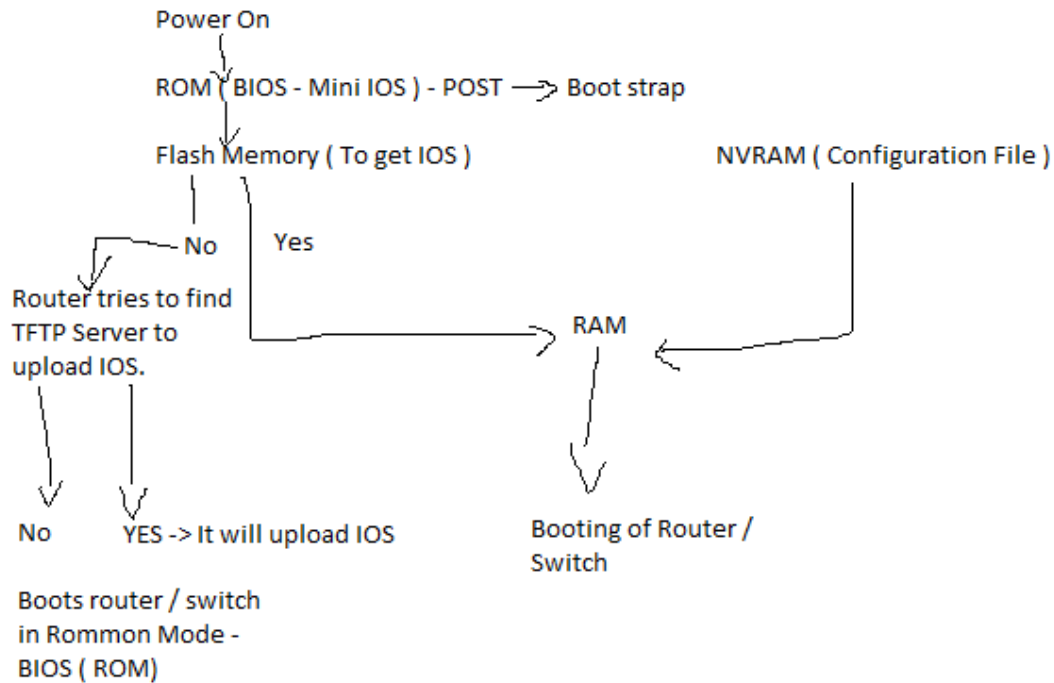 Power On
ROM ( BIOS - Mini IOS ) - POST Boot strap
Flash Memory ( To get IOS )
NVRAM ( Configuration File )
No
Yes
Router tries to find
TFTP Server to
upload IOS.
RAM
No
YES -> It will upload IOS
Booting of Router /
Switch
Boots router / switch
in Rommon Mode -
BIOS ( ROM)